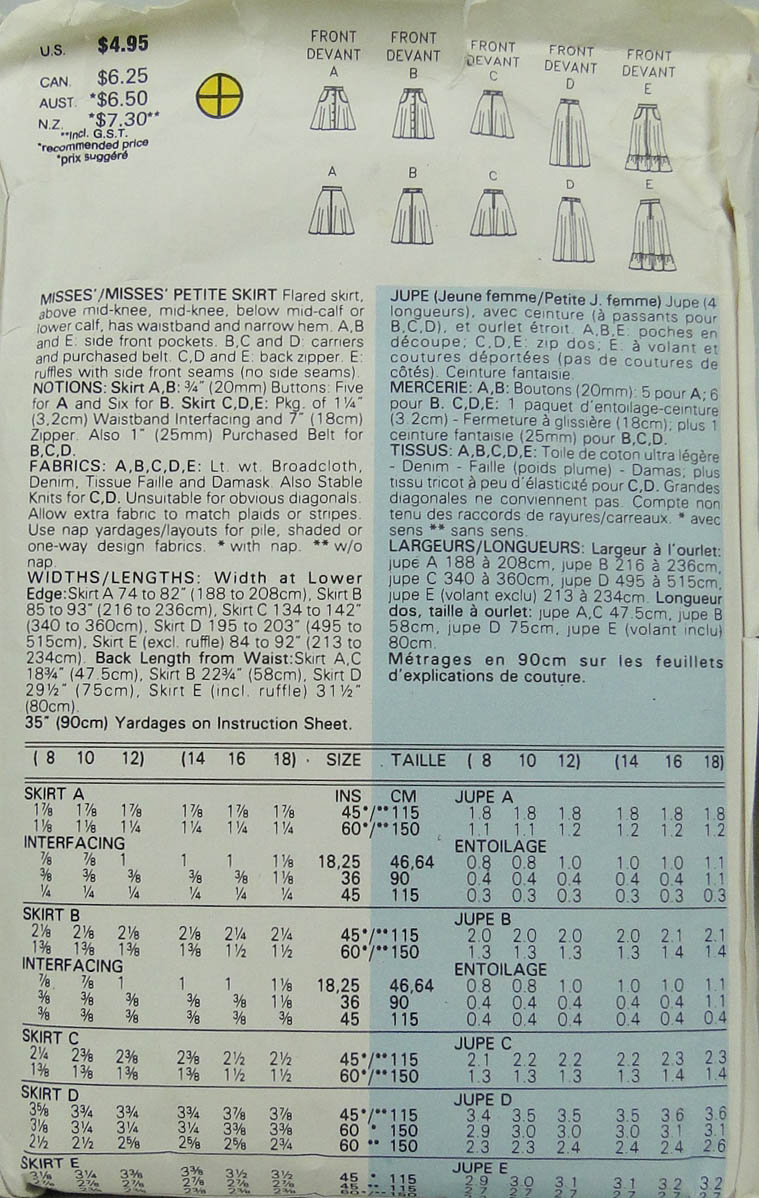 U.S. $4.95
CAN. $6.25
AUST. *$6.50
N.Z. *$7.30**
**Incl. G.S.T.
*recommended price
*prix suggéré
FRONT DEVANT A
FRONT DEVANT B
FRONT DEVANT C
FRONT DEVANT D
FRONT DEVANT E
A B C D E
MISSES'/MISSES' PETITE SKIRT Flared skirt,
above mid-knee, mid-knee, below mid-calf or
lower calf, has waistband and narrow hem. A,B
and E: side front pockets. B,C and D: carriers
and purchased belt. C,D and E: back zipper. E:
ruffles with side front seams (no side seams).
NOTIONS: Skirt A,B: ¾" (20mm) Buttons: Five
for A and Six for B. Skirt C,D,E: Pkg. of 1¼"
(3,2cm) Waistband Interfacing and 7" (18cm)
Zipper. Also 1" (25mm) Purchased Belt for
B,C,D.
FABRICS: A,B,C,D,E: Lt. wt. Broadcloth,
Denim, Tissue Faille and Damask. Also Stable
Knits for C,D. Unsuitable for obvious diagonals.
Allow extra fabric to match plaids or stripes.
Use nap yardages/layouts for pile, shaded or
one-way design fabrics. * with nap. ** w/o
nap.
WIDTHS/LENGTHS: Width at Lower
Edge:Skirt A 74 to 82" (188 to 208cm), Skirt B
85 to 93" (216 to 236cm), Skirt C 134 to 142"
(340 to 360cm), Skirt D 195 to 203" (495 to
515cm), Skirt E (excl. ruffle) 84 to 92" (213 to
234cm). Back Length from Waist:Skirt A,C
18¾" (47.5cm), Skirt B 22¾" (58cm), Skirt D
29½" (75cm), Skirt E (incl. ruffle) 31½"
(80cm).
35" (90cm) Yardages on Instruction Sheet.
JUPE (Jeune femme/Petite J. femme) Jupe (4
longueurs), avec ceinture (à passants pour
B,C,D), et ourlet étroit. A,B,E: poches en
découpe; C,D,E: zip dos; E: à volant et
coutures déportées (pas de coutures de
côtés). Ceinture fantaisie.
MERCERIE: A,B: Boutons (20mm): 5 pour A; 6
pour B. C,D,E: 1 paquet d'entoilage-ceinture
(3.2cm) - Fermeture à glissière (18cm); plus 1
ceinture fantaisie (25mm) pour B,C,D.
TISSUS: A,B,C,D,E: Toile de coton ultra légère
- Denim - Faille (poids plume) - Damas; plus
tissu tricot à peu d'élasticité pour C,D. Grandes
diagonales ne conviennent pas. Compte non
tenu des raccords de rayures/carreaux. * avec
sens ** sans sens.
LARGEURS/LONGUEURS: Largeur à l'ourlet:
jupe A 188 à 208cm, jupe B 216 à 236cm,
jupe C 340 à 360cm, jupe D 495 à 515cm,
jupe E (volant exclu) 213 à 234cm. Longueur
dos, taille à ourlet: jupe A,C 47.5cm, jupe B
58cm, jupe D 75cm, jupe E (volant inclu)
80cm.
Métrages en 90cm sur les feuillets
d'explications de couture.
( 8 10 12) (14 16 18) SIZE TAILLE ( 8 10 12) (14 16 18)
SKIRT A INS CM JUPE A
1⅞ 1⅞ 1⅞ 1⅞ 1⅞ 1⅞ 45*/**115 1.8 1.8 1.8 1.8 1.8 1.8
1⅛ 1⅛ 1¼ 1¼ 1¼ 1¼ 60*/**150 1.1 1.1 1.2 1.2 1.2 1.2
INTERFACING ENTOILAGE
⅞ ⅞ 1 1 1 1⅛ 18,25 46,64 0.8 0.8 1.0 1.0 1.0 1.1
⅜ ⅜ ⅜ ⅜ ⅜ 1⅛ 36 90 0.4 0.4 0.4 0.4 0.4 1.1
¼ ¼ ¼ ¼ ¼ ¼ 45 115 0.3 0.3 0.3 0.3 0.3 0.3
SKIRT B JUPE B
2⅛ 2⅛ 2⅛ 2⅛ 2¼ 2¼ 45*/**115 2.0 2.0 2.0 2.0 2.1 2.1
1⅜ 1⅜ 1⅜ 1⅜ 1½ 1½ 60*/**150 1.3 1.3 1.3 1.3 1.4 1.4
INTERFACING ENTOILAGE
⅞ ⅞ 1 1 1 1⅛ 18,25 46,64 0.8 0.8 1.0 1.0 1.0 1.1
⅜ ⅜ ⅜ ⅜ ⅜ 1⅛ 36 90 0.4 0.4 0.4 0.4 0.4 1.1
⅜ ⅜ ⅜ ⅜ ⅜ ⅜ 45 115 0.4 0.4 0.4 0.4 0.4 0.4
SKIRT C JUPE C
2¼ 2⅜ 2⅜ 2⅜ 2½ 2½ 45*/**115 2.1 2.2 2.2 2.2 2.3 2.3
1⅜ 1⅜ 1⅜ 1⅜ 1½ 1½ 60*/**150 1.3 1.3 1.3 1.3 1.4 1.4
SKIRT D JUPE D
3⅝ 3¾ 3¾ 3¾ 3⅞ 3⅞ 45*/**115 3.4 3.5 3.5 3.5 3.6 3.6
3⅛ 3¼ 3¼ 3¼ 3⅜ 3⅜ 60 * 150 2.9 3.0 3.0 3.0 3.1 3.1
2½ 2½ 2⅝ 2⅝ 2⅝ 2¾ 60 ** 150 2.3 2.3 2.4 2.4 2.4 2.6
SKIRT E JUPE E
3⅛ 3¼ 3⅜ 3⅜ 3½ 3½ 45 * 115 2.9 3.0 3.1 3.1 3.2 3.2